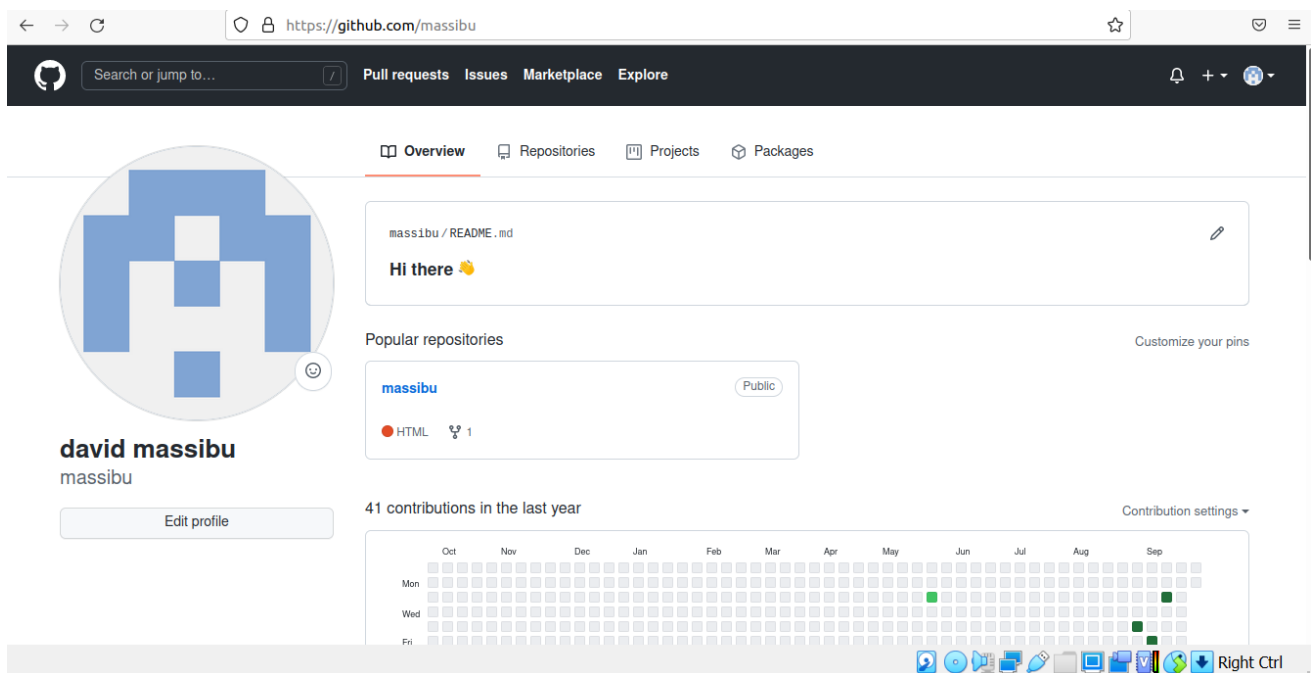 https://github.com/massibu
Search or jump to... /
Pull requests Issues Marketplace Explore
Overview Repositories Projects Packages
massibu/README.md
Hi there 👋
Popular repositories
Customize your pins
massibu
Public
HTML 1
david massibu
massibu
Edit profile
41 contributions in the last year
Contribution settings
Oct Nov Dec Jan Feb Mar Apr May Jun Jul Aug Sep
Mon
Wed
Fri
Right Ctrl